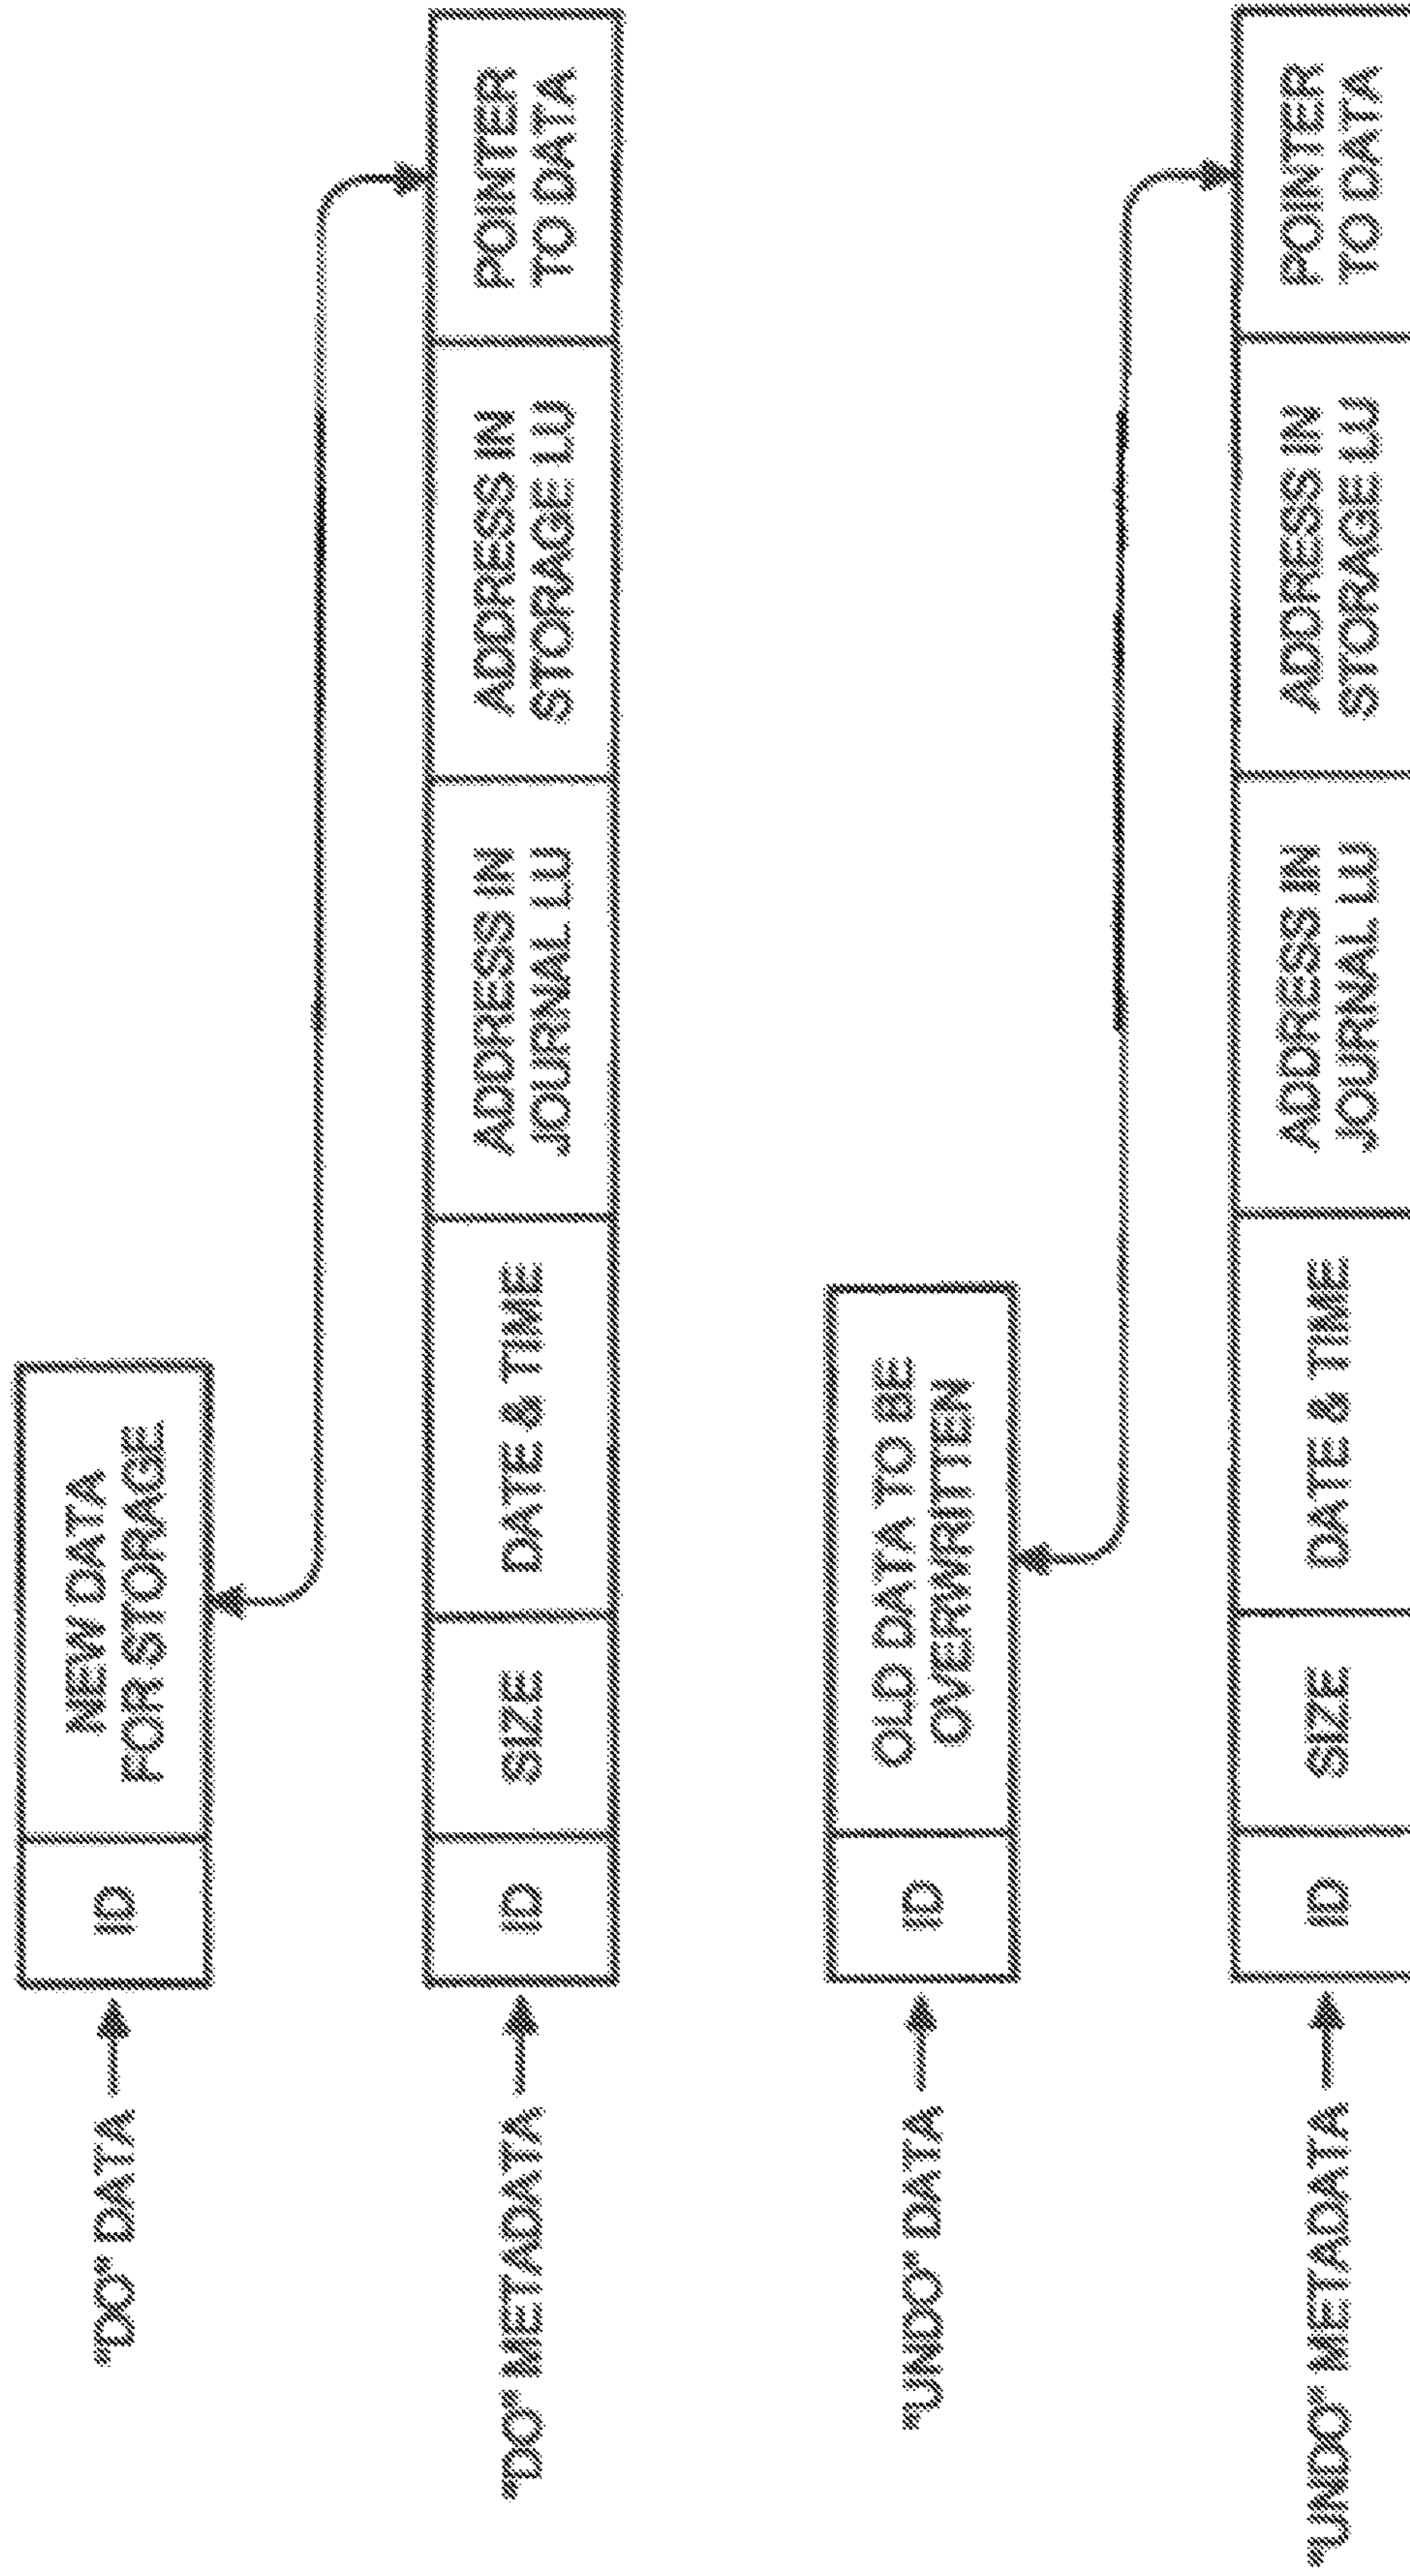 "DO" DATA
ID
NEW DATA
FOR STORAGE
"DO" METADATA
ID
SIZE
DATE & TIME
ADDRESS IN
JOURNAL LU
ADDRESS IN
STORAGE LU
POINTER
TO DATA
"UNDO" DATA
ID
OLD DATA TO BE
OVERWRITTEN
"UNDO" METADATA
ID
SIZE
DATE & TIME
ADDRESS IN
JOURNAL LU
ADDRESS IN
STORAGE LU
POINTER
TO DATA